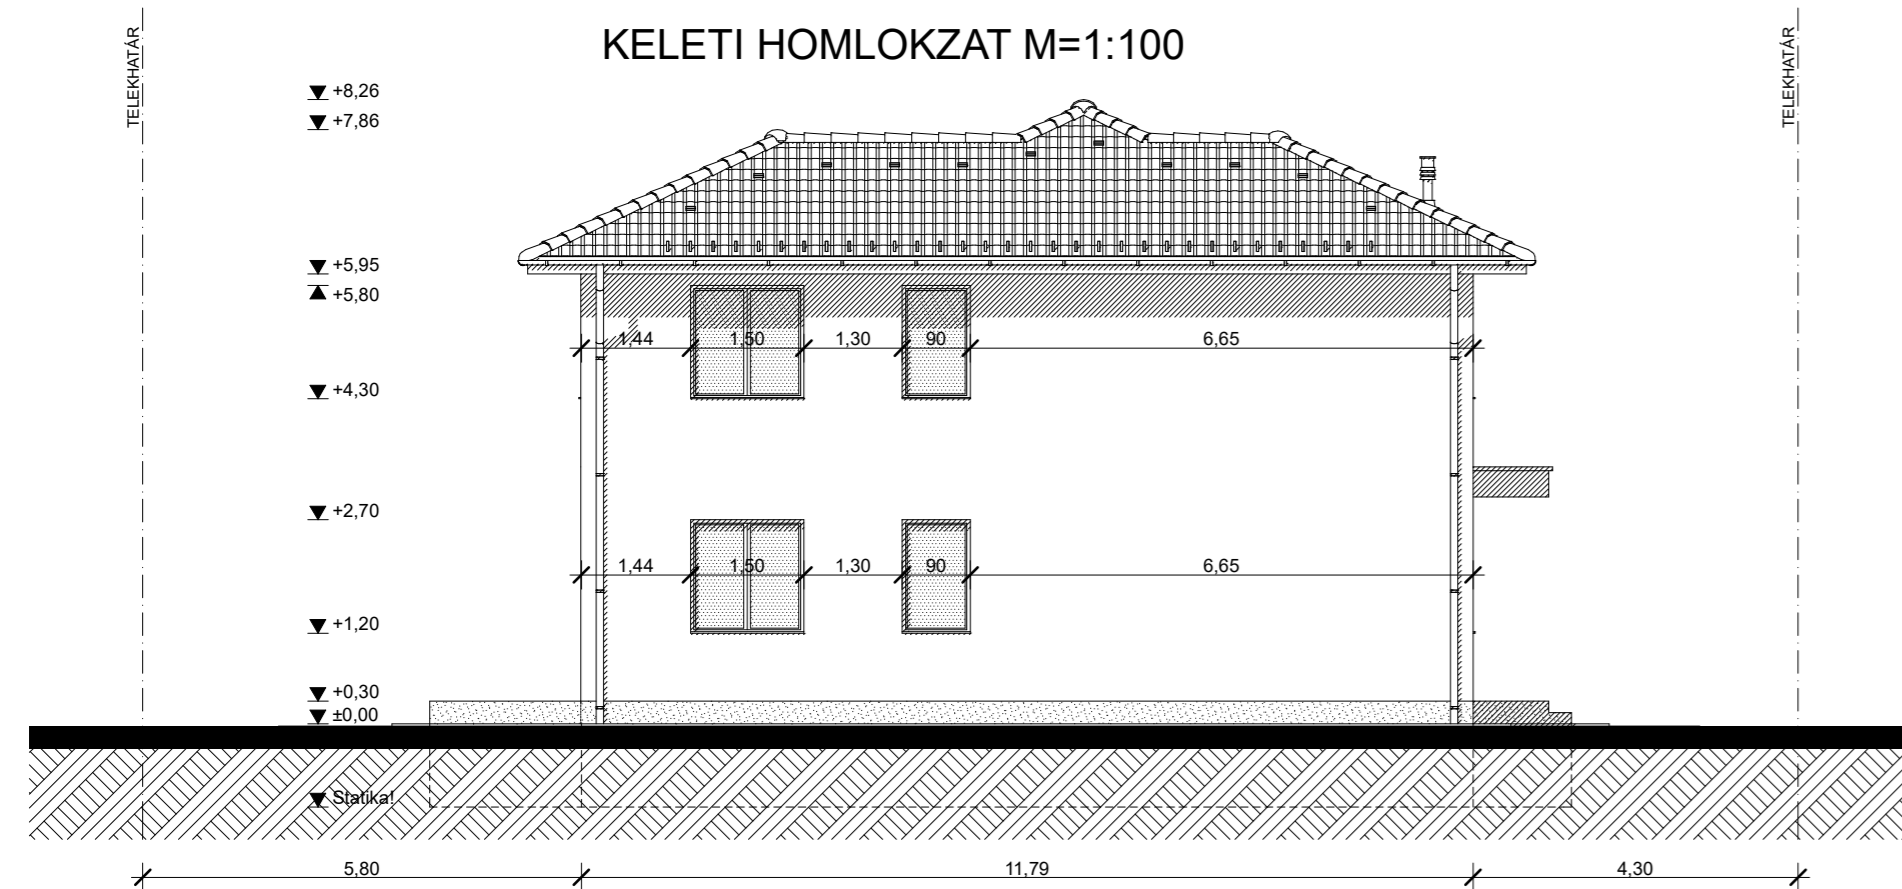 KELETI HOMLOKZAT M=1:100
TELEKHATÁR
TELEKHATÁR
+8,26
+7,86
+5,95
+5,80
1,44 1,50 1,30 90 6,65
+4,30
+2,70
1,44 1,50 1,30 90 6,65
+1,20
+0,30
±0,00
Statika!
5,80 11,79 4,30